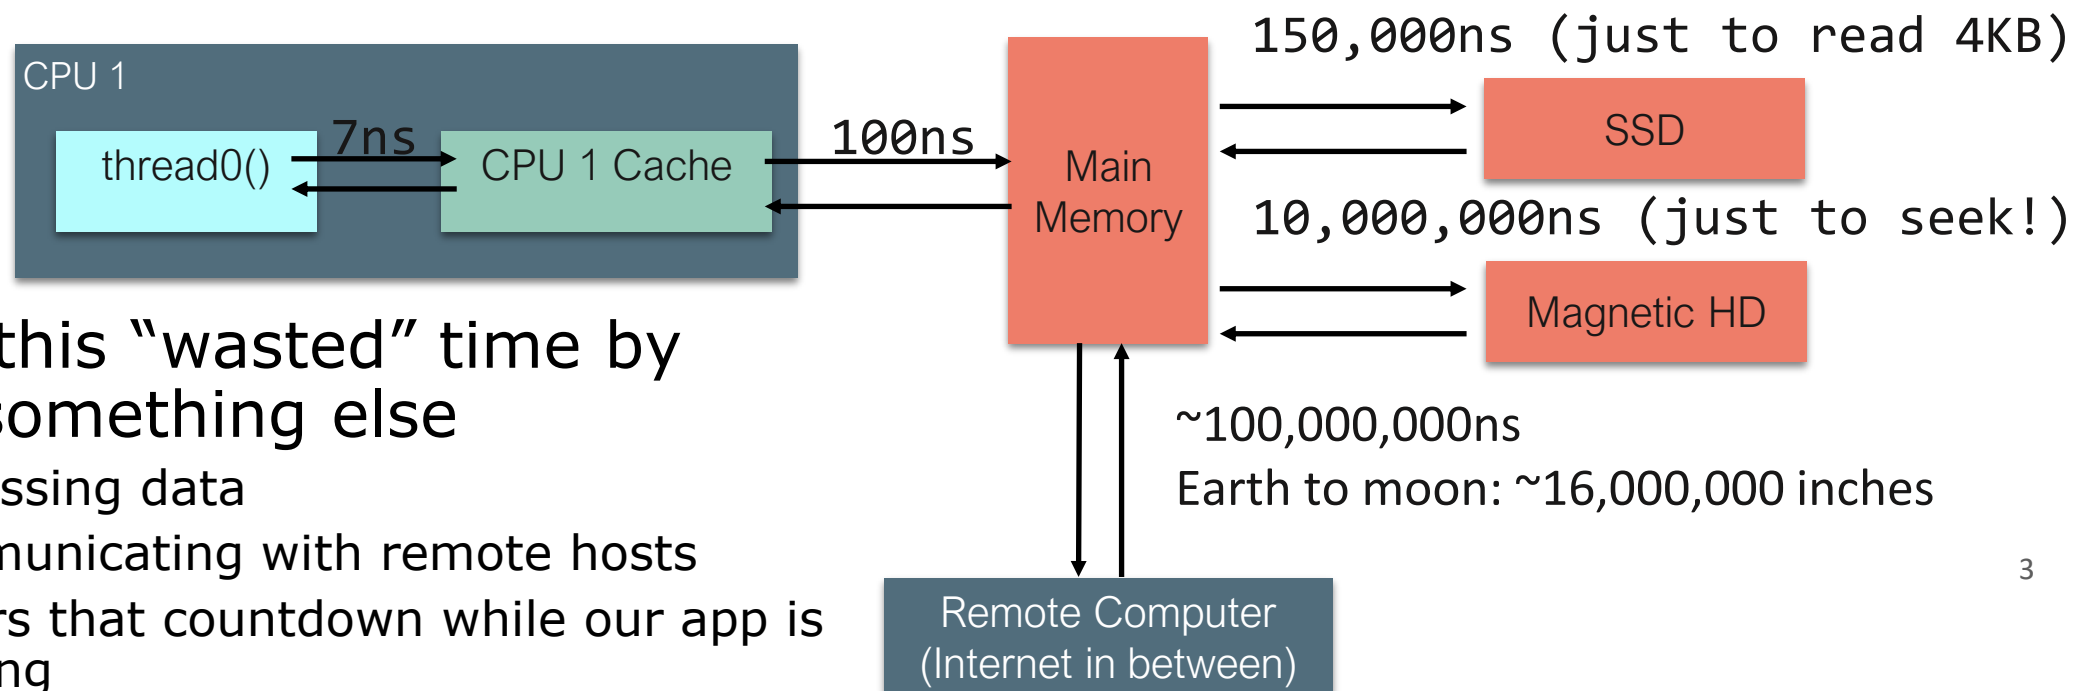 150,000ns (just to read 4KB)
CPU 1
thread0()
7ns
CPU 1 Cache
100ns
Main
Memory
SSD
10,000,000ns (just to seek!)
Magnetic HD
this “wasted” time by
something else
~100,000,000ns
Earth to moon: ~16,000,000 inches
ssing data
municating with remote hosts
rs that countdown while our app is
ng
Remote Computer
(Internet in between)
3